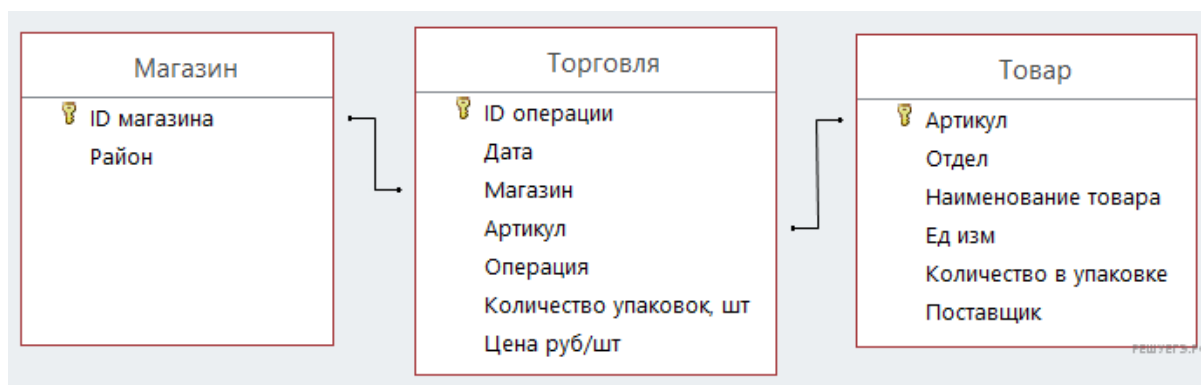 Магазин
ID магазина
Район
Торговля
ID операции
Дата
Магазин
Артикул
Операция
Количество упаковок, шт
Цена руб/шт
Товар
Артикул
Отдел
Наименование товара
Ед изм
Количество в упаковке
Поставщик